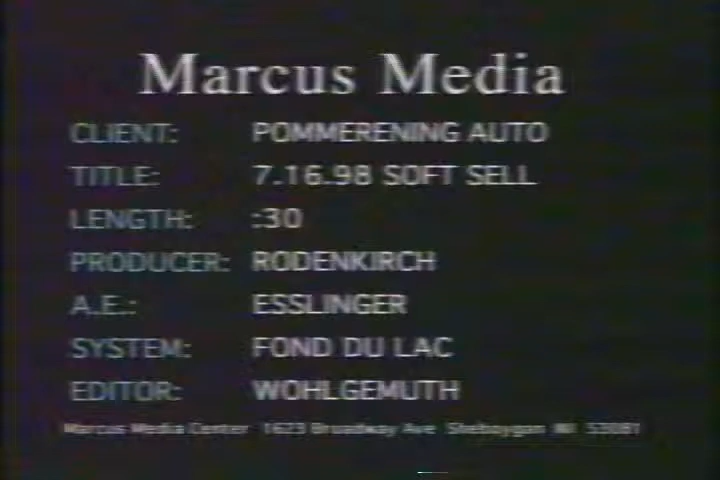 Marcus Media
CLIENT: POMMERENING AUTO
TITLE: 7.16.98 SOFT SELL
LENGTH: :30
PRODUCER: RODENKIRCH
A.E.: ESSLINGER
SYSTEM: FOND DU LAC
EDITOR: WOHLGEMUTH
Marcus Media Center 1623 Broadway Ave Sheboygan WI 53081